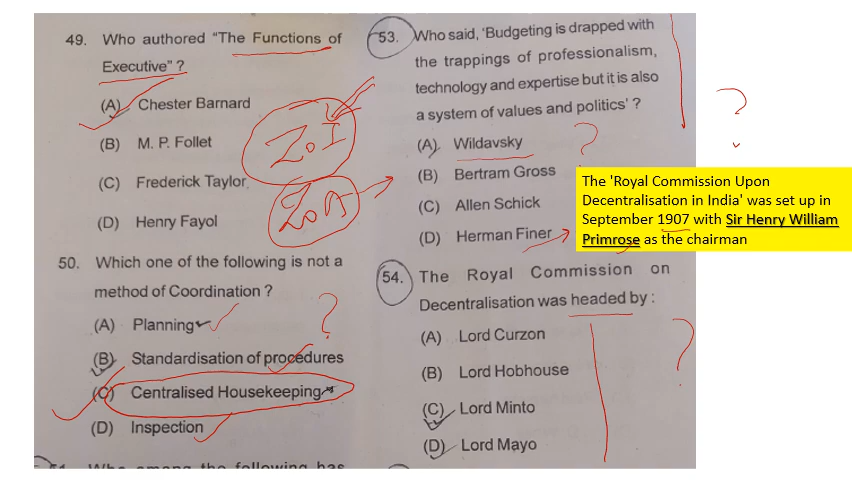 49. Who authored "The Functions of
Executive" ?
(A) Chester Barnard
(B) M. P. Follet
(C) Frederick Taylor
(D) Henry Fayol
Z.O.I
ZOA
50. Which one of the following is not a
method of Coordination ?
(A) Planning
(B) Standardisation of procedures
(C) Centralised Housekeeping
(D) Inspection
53. Who said, 'Budgeting is drapped with
the trappings of professionalism,
technology and expertise but it is also
a system of values and politics' ?
(A) Wildavsky
(B) Bertram Gross
(C) Allen Schick
(D) Herman Finer
?
?
The 'Royal Commission Upon
Decentralisation in India' was set up in
September 1907 with Sir Henry William
Primrose as the chairman
54. The Royal Commission on
Decentralisation was headed by :
(A) Lord Curzon
(B) Lord Hobhouse
(C) Lord Minto
(D) Lord Mayo
?
?